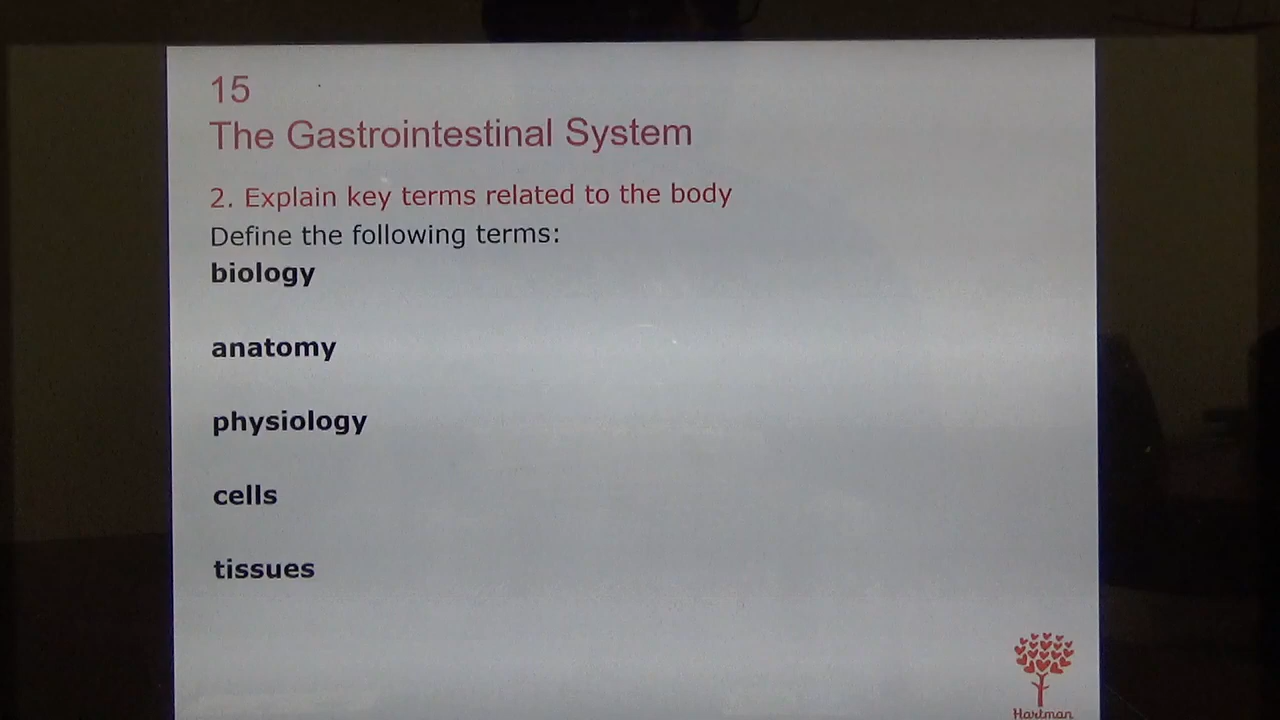 15
The Gastrointestinal System
2. Explain key terms related to the body
Define the following terms:
biology
anatomy
physiology
cells
tissues
Hartman